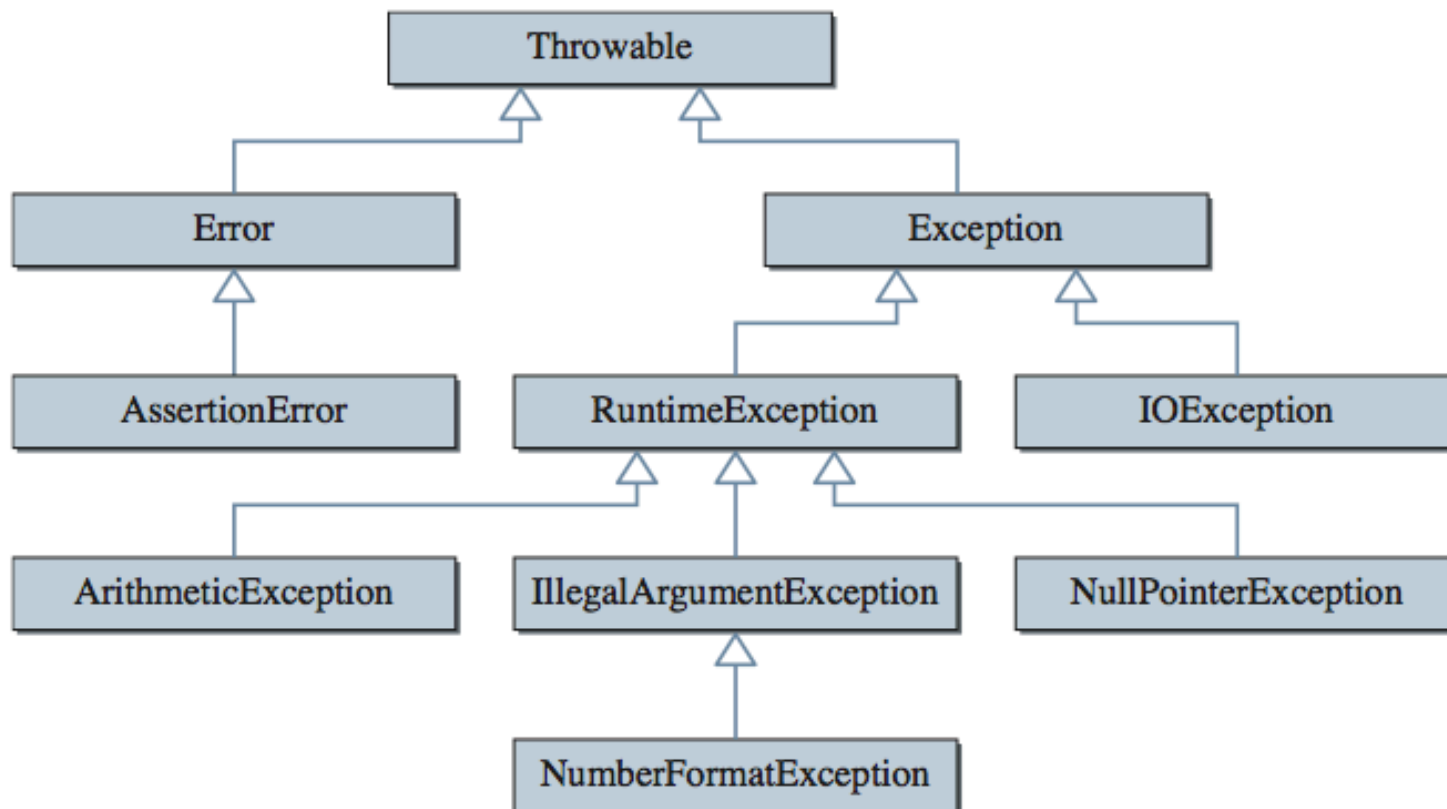 Throwable
Error
Exception
AssertionError
RuntimeException
IOException
ArithmeticException
IllegalArgumentException
NullPointerException
NumberFormatException